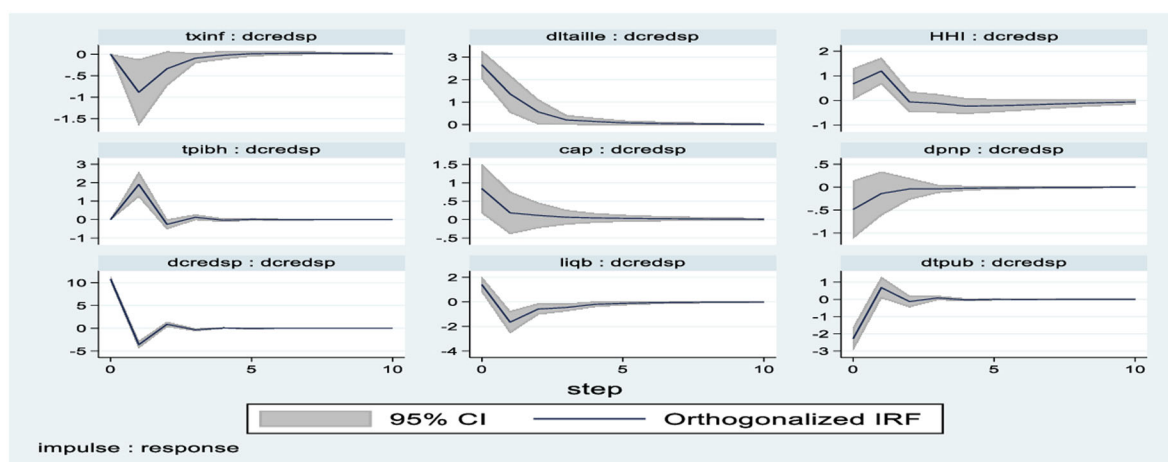 txinf : dcredsp
0
-.5
-1
-1.5
dltaille : dcredsp
3
2
1
0
HHI : dcredsp
2
1
0
-1
tpibh : dcredsp
3
2
1
0
-1
cap : dcredsp
1.5
1
.5
0
-.5
dpnp : dcredsp
.5
0
-.5
-1
dcredsp : dcredsp
10
5
0
-5
0 5 10
liqb : dcredsp
2
0
-2
-4
0 5 10
dtpub : dcredsp
1
0
-1
-2
-3
0 5 10
step
95% CI Orthogonalized IRF
impulse : response